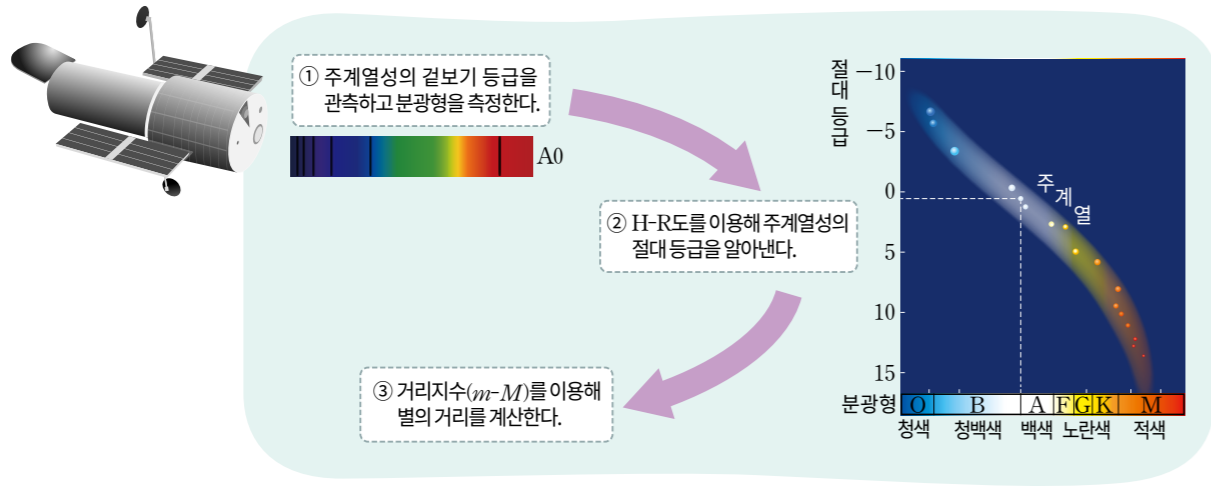 ① 주계열성의 겉보기 등급을
관측하고 분광형을 측정한다.
A0
② H-R도를 이용해 주계열성의
절대 등급을 알아낸다.
③ 거리지수(m-M)를 이용해
별의 거리를 계산한다.
절대 등급
-10
-5
0
5
10
15
주계열
분광형 O B A F G K M
청색 청백색 백색 노란색 적색